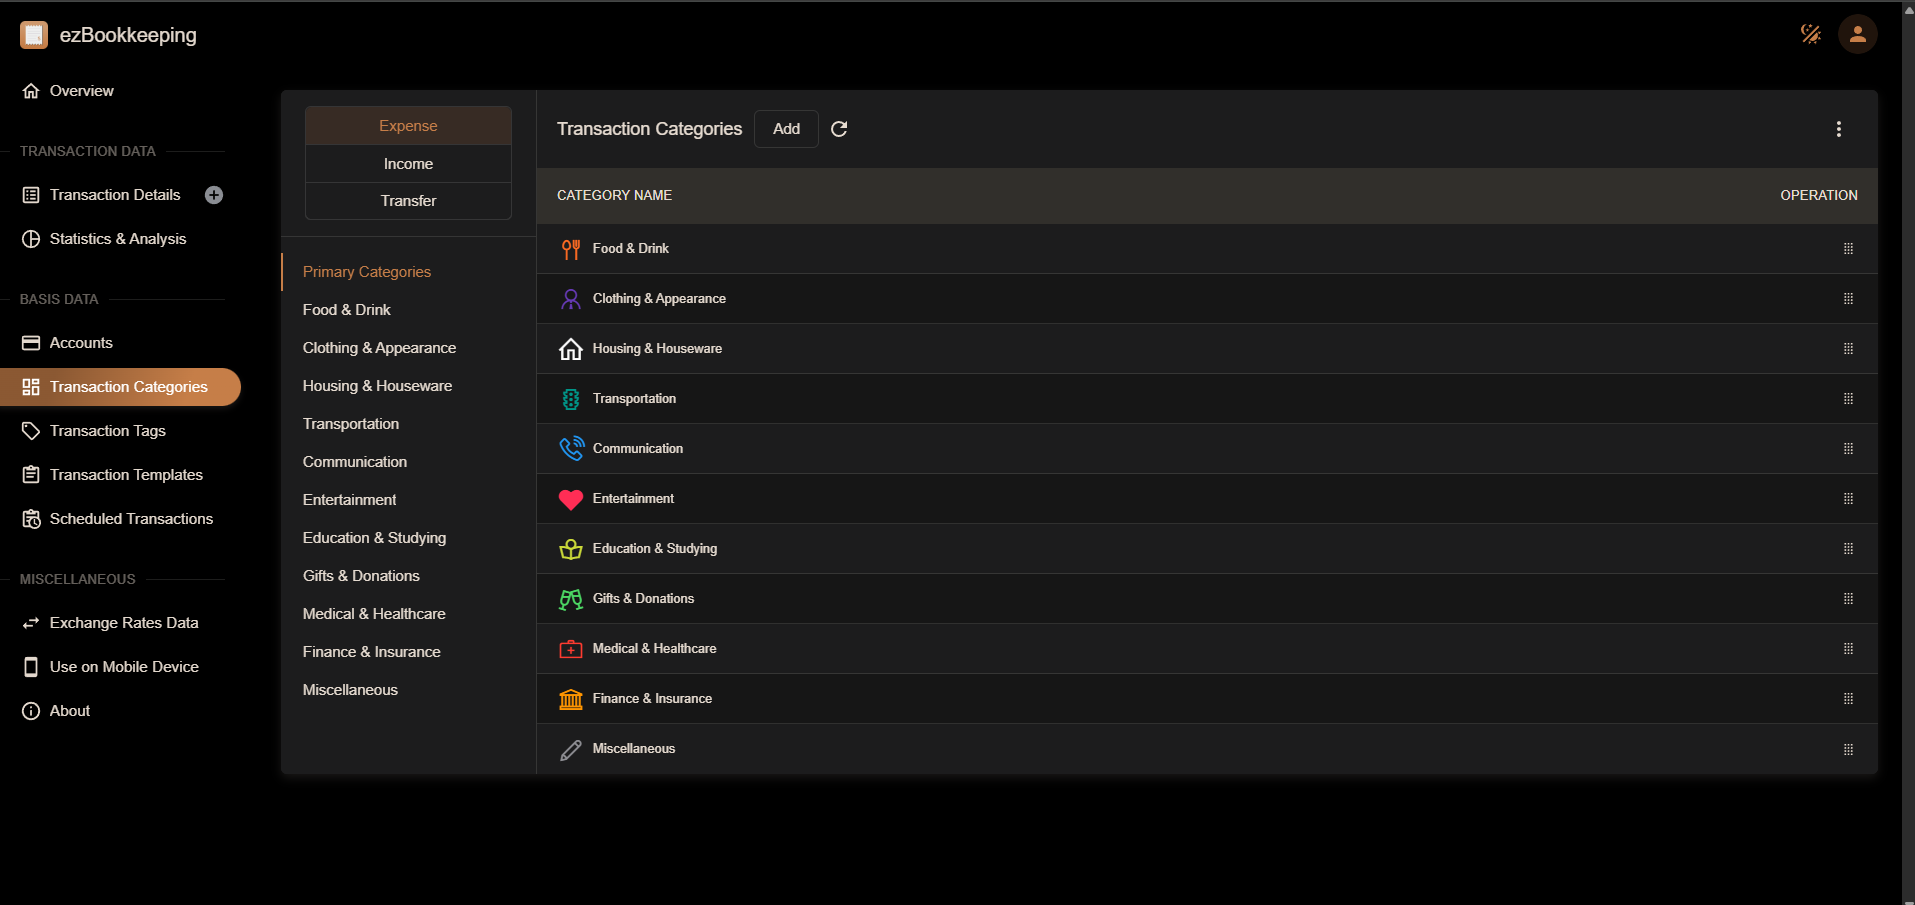 ezBookkeeping
Overview
TRANSACTION DATA
Transaction Details
Statistics & Analysis
BASIS DATA
Accounts
Transaction Categories
Transaction Tags
Transaction Templates
Scheduled Transactions
MISCELLANEOUS
Exchange Rates Data
Use on Mobile Device
About
Expense
Income
Transfer
Primary Categories
Food & Drink
Clothing & Appearance
Housing & Houseware
Transportation
Communication
Entertainment
Education & Studying
Gifts & Donations
Medical & Healthcare
Finance & Insurance
Miscellaneous
Transaction Categories Add
CATEGORY NAME OPERATION
Food & Drink
Clothing & Appearance
Housing & Houseware
Transportation
Communication
Entertainment
Education & Studying
Gifts & Donations
Medical & Healthcare
Finance & Insurance
Miscellaneous